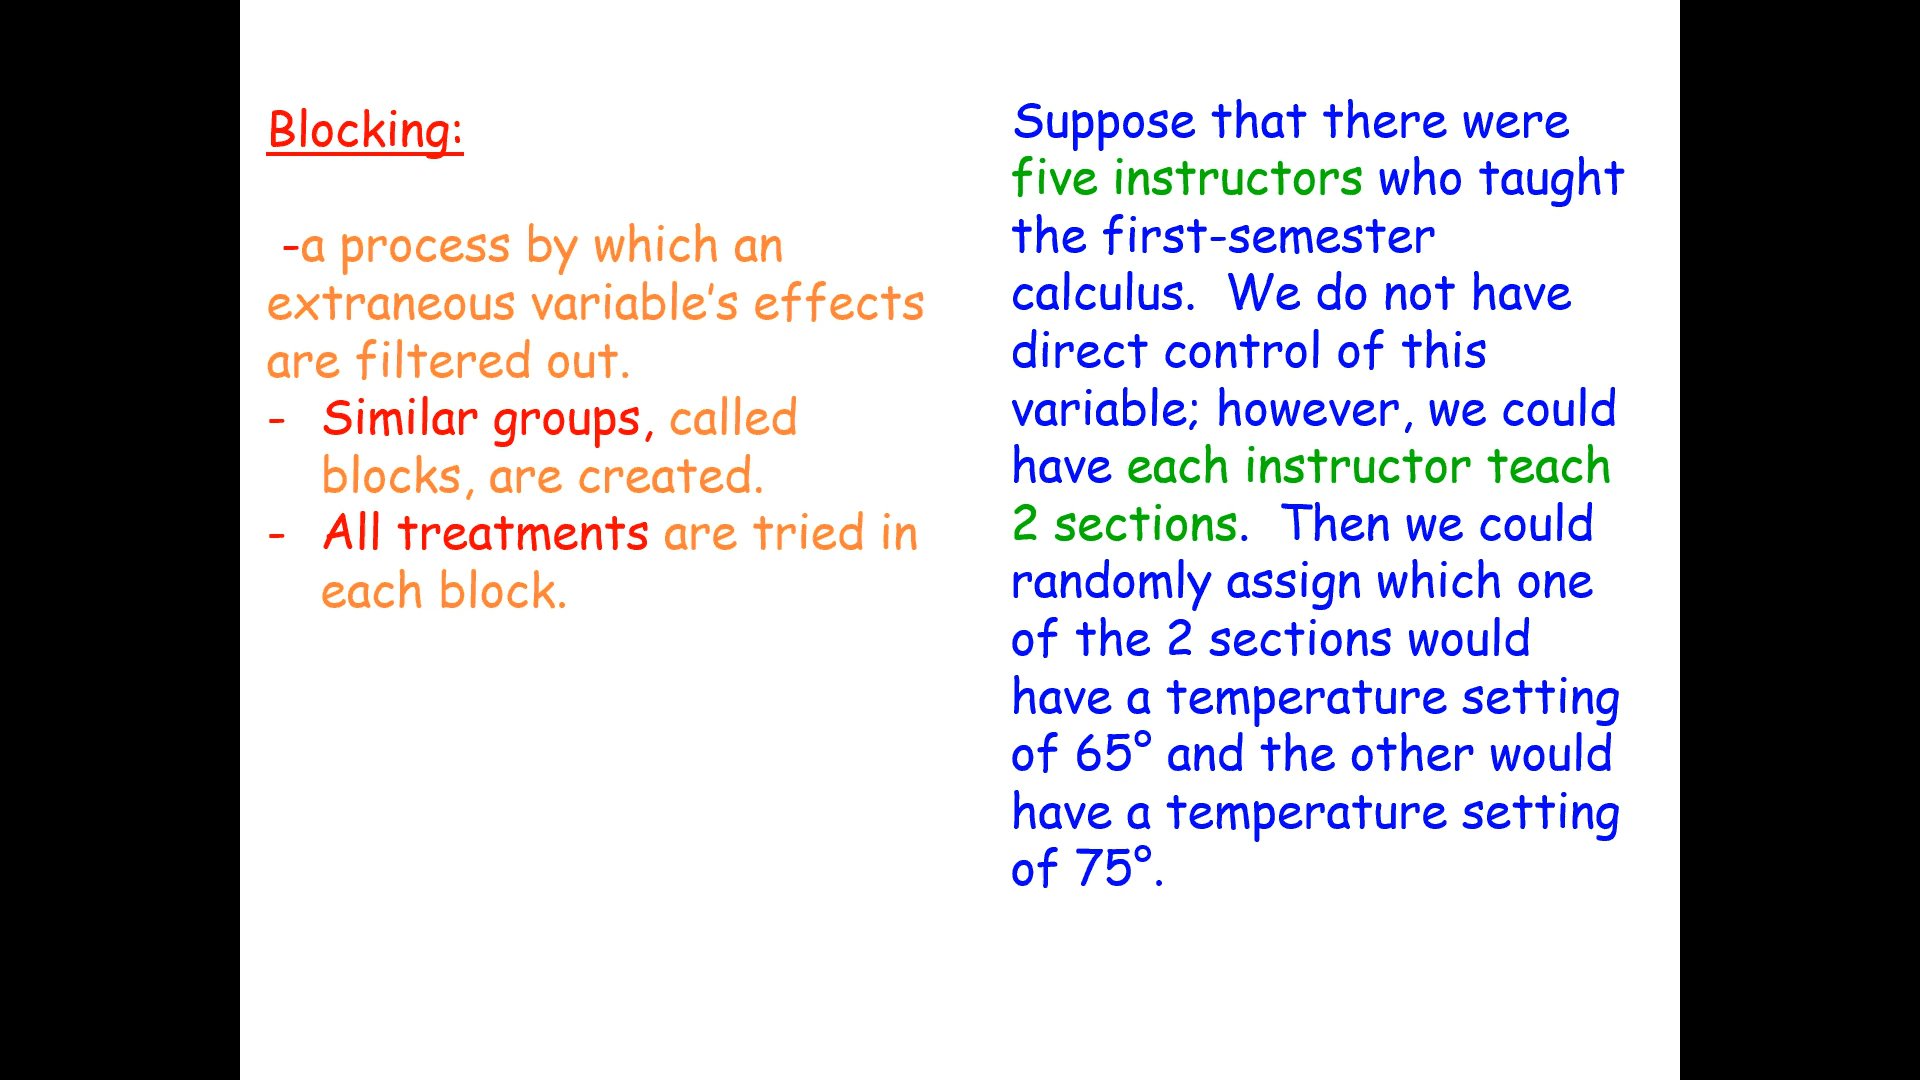 Blocking:
-a process by which an
extraneous variable's effects
are filtered out.
- Similar groups, called
blocks, are created.
- All treatments are tried in
each block.
Suppose that there were
five instructors who taught
the first-semester
calculus. We do not have
direct control of this
variable; however, we could
have each instructor teach
2 sections. Then we could
randomly assign which one
of the 2 sections would
have a temperature setting
of 65° and the other would
have a temperature setting
of 75°.